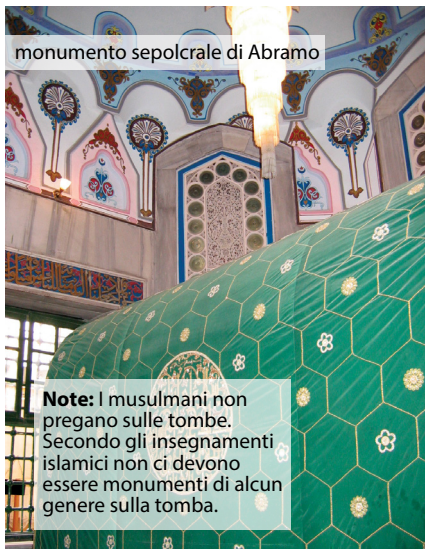 monumento sepolcrale di Abramo
Note: I musulmani non
pregano sulle tombe.
Secondo gli insegnamenti
islamici non ci devono
essere monumenti di alcun
genere sulla tomba.